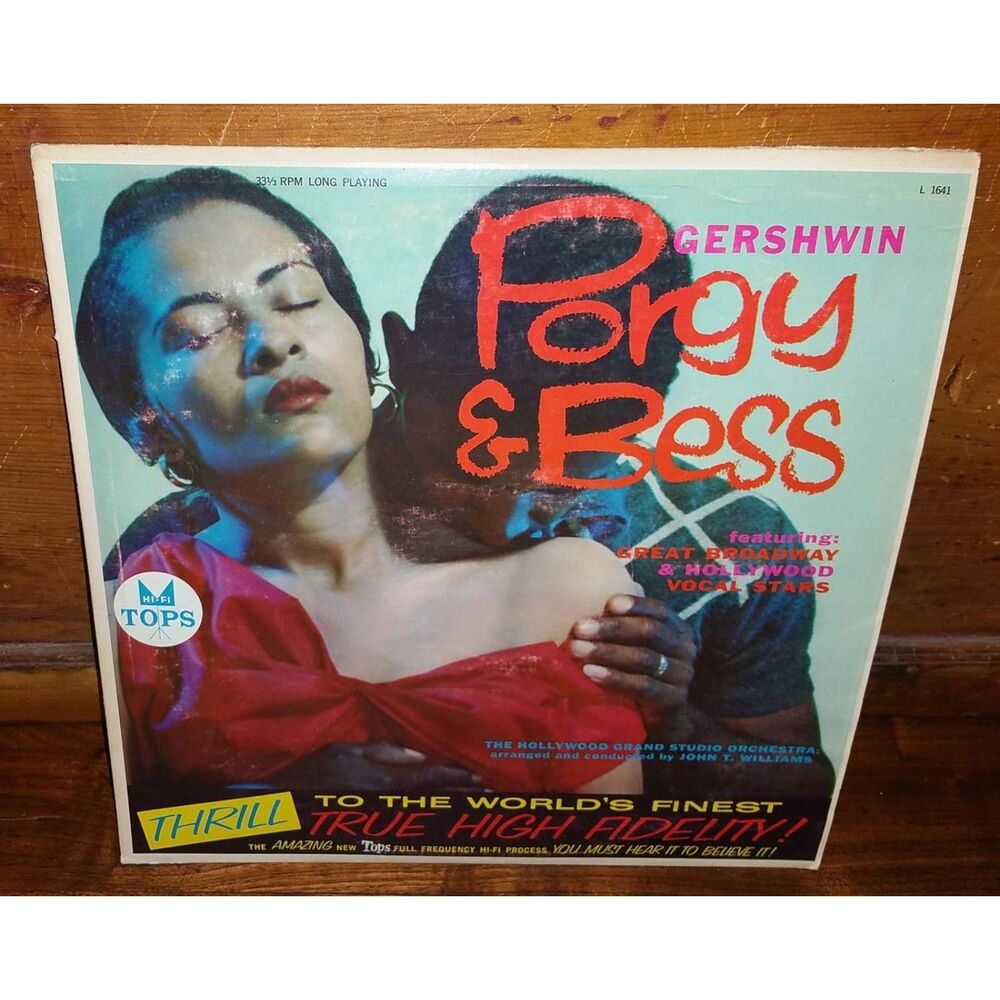 33⅓ RPM LONG PLAYING
L 1641
GERSHWIN
Porgy
& Bess
featuring:
GREAT BROADWAY
& HOLLYWOOD
VOCAL STARS
HI-FI
TOPS
THE HOLLYWOOD GRAND STUDIO ORCHESTRA:
arranged and conducted by JOHN T. WILLIAMS
THRILL TO THE WORLD'S FINEST
TRUE HIGH FIDELITY!
THE AMAZING NEW Tops FULL FREQUENCY HI-FI PROCESS YOU MUST HEAR IT TO BELIEVE IT!